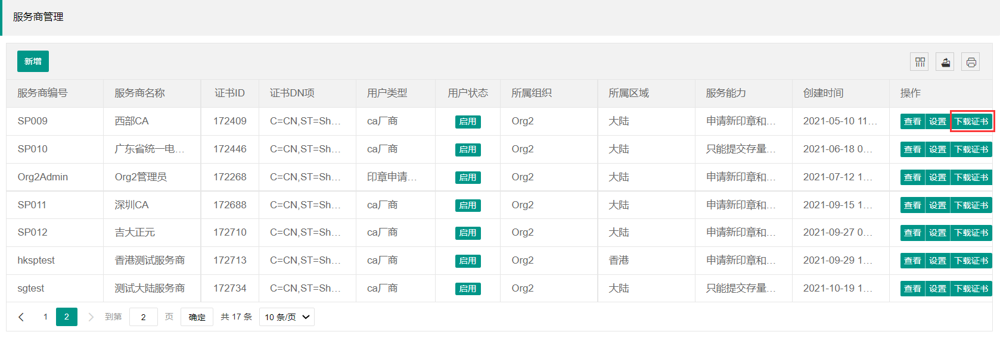 服务商管理
新增
服务商编号 服务商名称 证书ID 证书DN项 用户类型 用户状态 所属组织 所属区域 服务能力 创建时间 操作
SP009 西部CA 172409 C=CN,ST=Sh... ca厂商 启用 Org2 大陆 申请新印章和... 2021-05-10 11... 查看 设置 下载证书
SP010 广东省统一电... 172446 C=CN,ST=Sh... ca厂商 启用 Org2 大陆 只能提交存量... 2021-06-18 0... 查看 设置 下载证书
Org2Admin Org2管理员 172268 C=CN,ST=Sh... 印章申请... 启用 Org2 大陆 申请新印章和... 2021-07-12 1... 查看 设置 下载证书
SP011 深圳CA 172688 C=CN,ST=Sh... ca厂商 启用 Org2 大陆 申请新印章和... 2021-09-15 1... 查看 设置 下载证书
SP012 吉大正元 172710 C=CN,ST=Sh... ca厂商 启用 Org2 大陆 申请新印章和... 2021-09-27 0... 查看 设置 下载证书
hksptest 香港测试服务商 172713 C=CN,ST=Sh... ca厂商 启用 Org2 香港 申请新印章和... 2021-09-29 1... 查看 设置 下载证书
sgtest 测试大陆服务商 172734 C=CN,ST=Sh... ca厂商 启用 Org2 大陆 只能提交存量... 2021-10-19 1... 查看 设置 下载证书
1 2 到第 2 页 确定 共 17 条 10 条/页